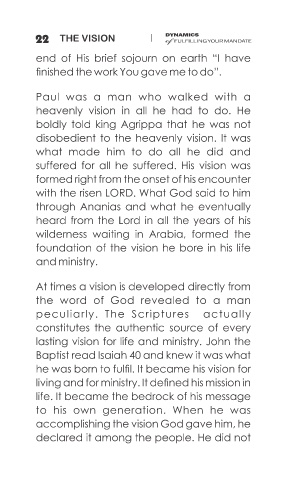 22 THE VISION | DYNAMICS
of FULFILLING YOUR MANDATE
end of His brief sojourn on earth “I have
finished the work You gave me to do”.
Paul was a man who walked with a
heavenly vision in all he had to do. He
boldly told king Agrippa that he was not
disobedient to the heavenly vision. It was
what made him to do all he did and
suffered for all he suffered. His vision was
formed right from the onset of his encounter
with the risen LORD. What God said to him
through Ananias and what he eventually
heard from the Lord in all the years of his
wilderness waiting in Arabia, formed the
foundation of the vision he bore in his life
and ministry.
At times a vision is developed directly from
the word of God revealed to a man
peculiarly. The Scriptures actually
constitutes the authentic source of every
lasting vision for life and ministry. John the
Baptist read Isaiah 40 and knew it was what
he was born to fulfil. It became his vision for
living and for ministry. It defined his mission in
life. It became the bedrock of his message
to his own generation. When he was
accomplishing the vision God gave him, he
declared it among the people. He did not